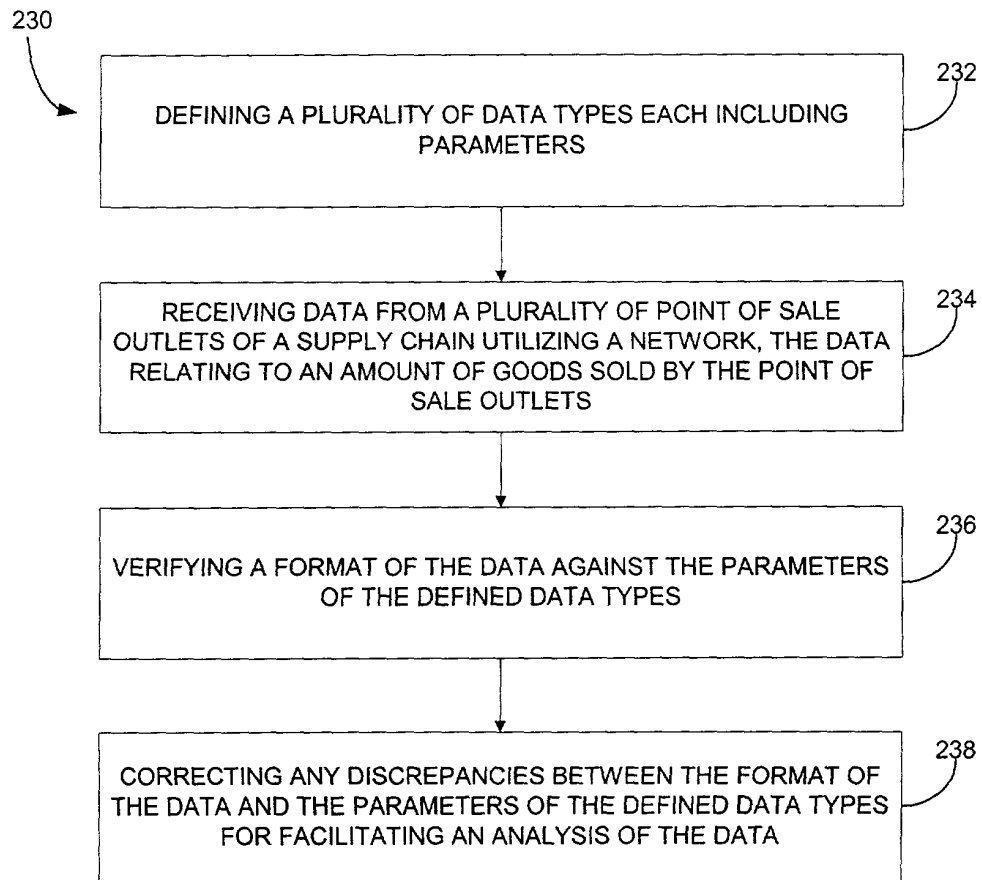 230
232
DEFINING A PLURALITY OF DATA TYPES EACH INCLUDING
PARAMETERS
234
RECEIVING DATA FROM A PLURALITY OF POINT OF SALE
OUTLETS OF A SUPPLY CHAIN UTILIZING A NETWORK, THE DATA
RELATING TO AN AMOUNT OF GOODS SOLD BY THE POINT OF
SALE OUTLETS
236
VERIFYING A FORMAT OF THE DATA AGAINST THE PARAMETERS
OF THE DEFINED DATA TYPES
238
CORRECTING ANY DISCREPANCIES BETWEEN THE FORMAT OF
THE DATA AND THE PARAMETERS OF THE DEFINED DATA TYPES
FOR FACILITATING AN ANALYSIS OF THE DATA